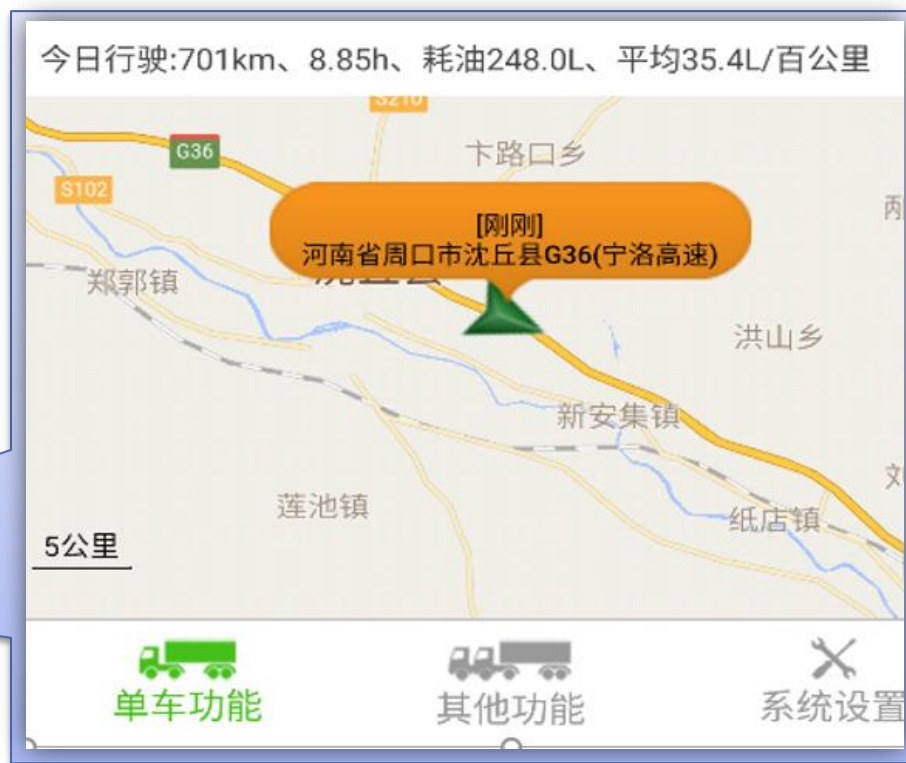 今日行驶:701km、8.85h、耗油248.0L、平均35.4L/百公里
S210
G36
卞路口乡
S102
[刚刚]
河南省周口市沈丘县G36(宁洛高速)
郑郭镇
洪山乡
新安集镇
莲池镇
纸店镇
5公里
单车功能
其他功能
系统设置